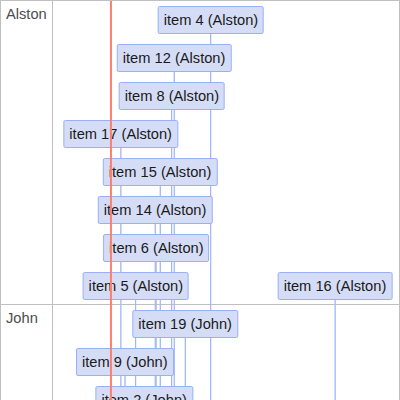 Alston
item 4 (Alston)
item 12 (Alston)
item 8 (Alston)
item 17 (Alston)
item 15 (Alston)
item 14 (Alston)
item 6 (Alston)
item 5 (Alston)
item 16 (Alston)
John
item 19 (John)
item 9 (John)
item 2 (John)